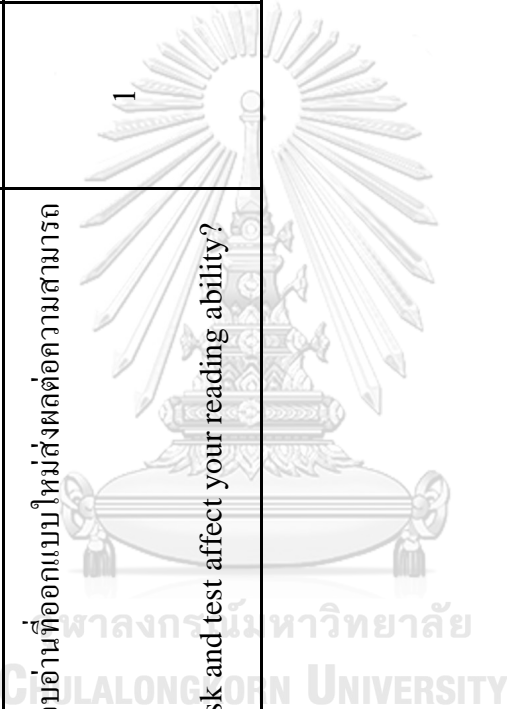 บอ่านที่ออกแบบใหม่ส่งผลต่อความสามารถ
sk and test affect your reading ability?
1
จุฬาลงกรณ์มหาวิทยาลัย
CHULALONGKORN UNIVERSITY